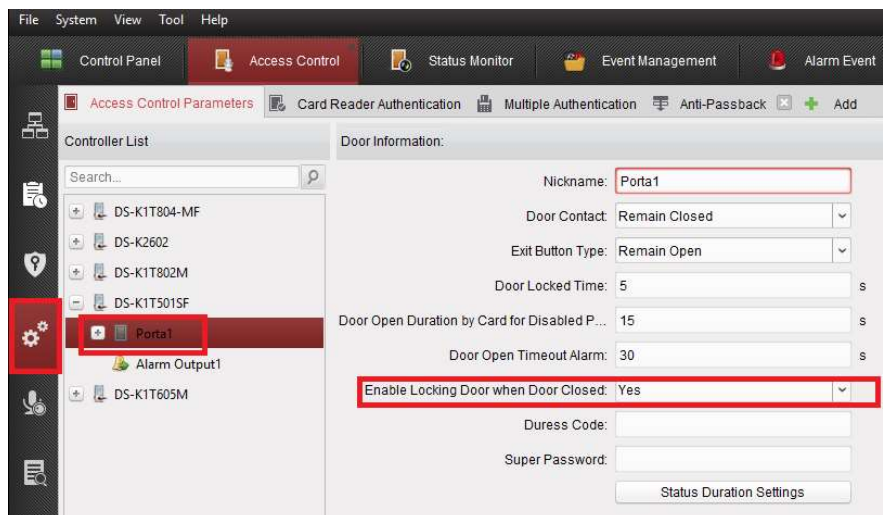 File System View Tool Help
Control Panel Access Control Status Monitor Event Management Alarm Event
Access Control Parameters Card Reader Authentication Multiple Authentication Anti-Passback Add
Controller List
Door Information:
Search...
DS-K1T804-MF
DS-K2602
DS-K1T802M
DS-K1T501SF
Porta1
Alarm Output1
DS-K1T605M
Nickname: Porta1
Door Contact: Remain Closed
Exit Button Type: Remain Open
Door Locked Time: 5 s
Door Open Duration by Card for Disabled P... 15 s
Door Open Timeout Alarm: 30 s
Enable Locking Door when Door Closed: Yes
Duress Code:
Super Password:
Status Duration Settings